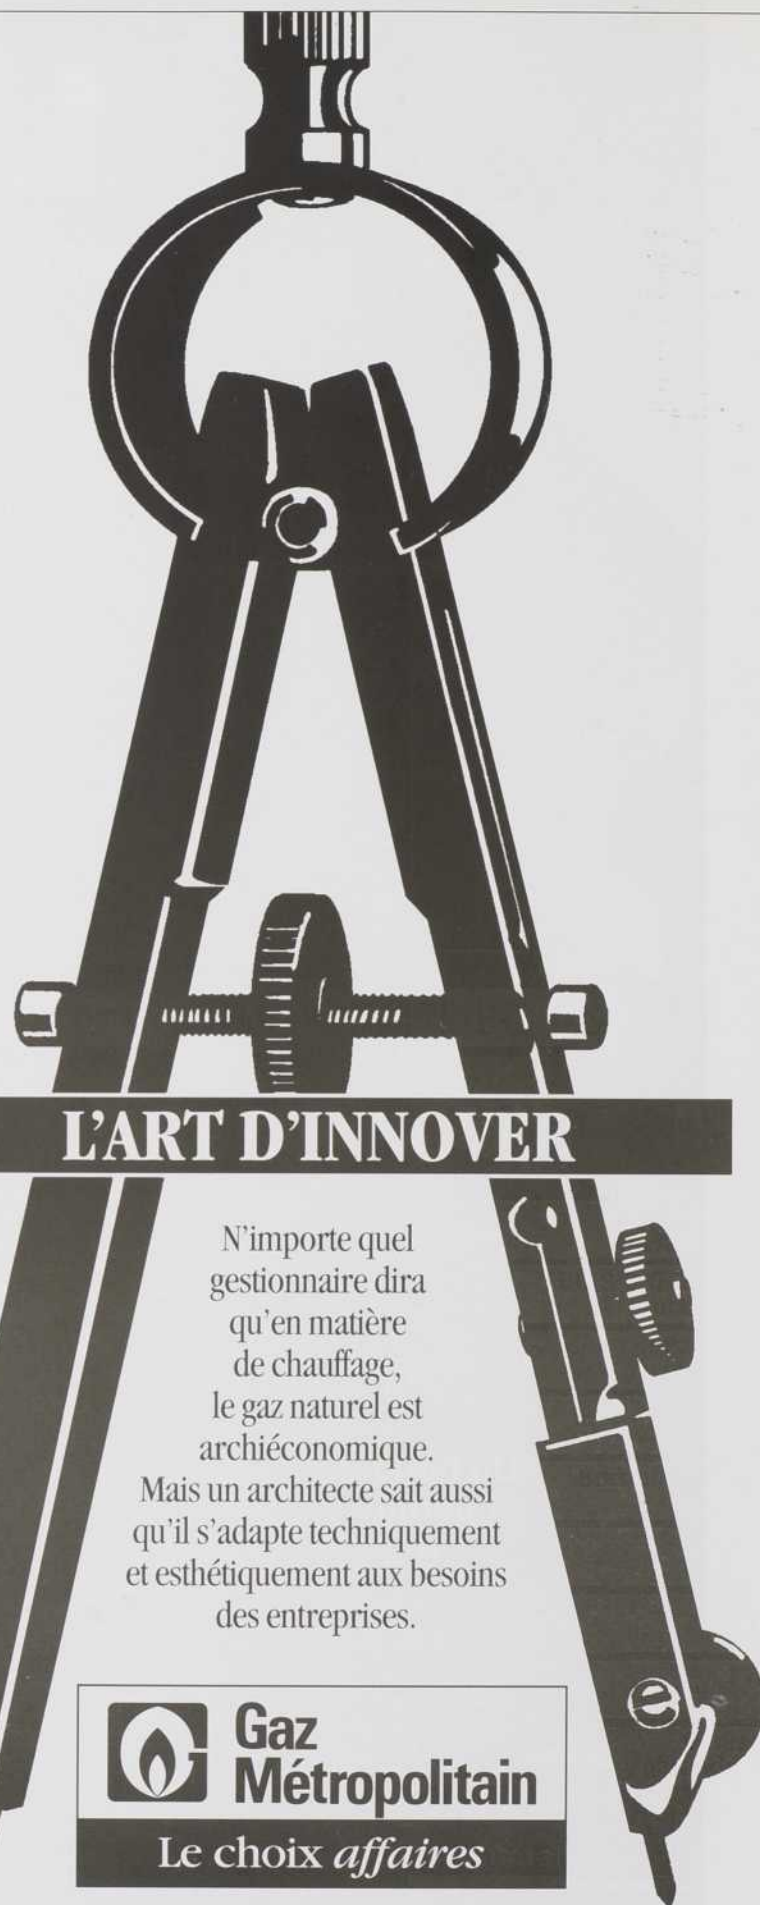 L'ART D'INNOVER
N'importe quel
gestionnaire dira
qu'en matière
de chauffage,
le gaz naturel est
archiéconomique.
Mais un architecte sait aussi
qu'il s'adapte techniquement
et esthétiquement aux besoins
des entreprises.
Gaz
Métropolitain
Le choix affaires